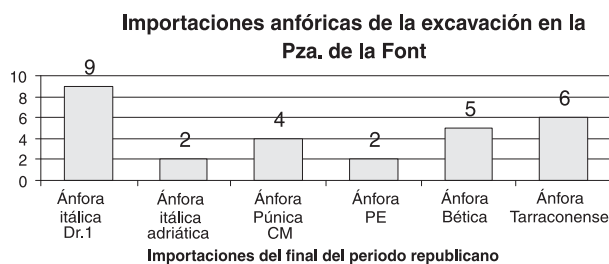 Importaciones anfóricas de la excavación en la
Pza. de la Font
10
8
6
4
2
0
9
2
4
2
5
6
Ánfora
itálica
Dr.1
Ánfora
itálica
adriática
Ánfora
Púnica
CM
Ánfora
PE
Ánfora
Bética
Ánfora
Tarraconense
Importaciones del final del periodo republicano